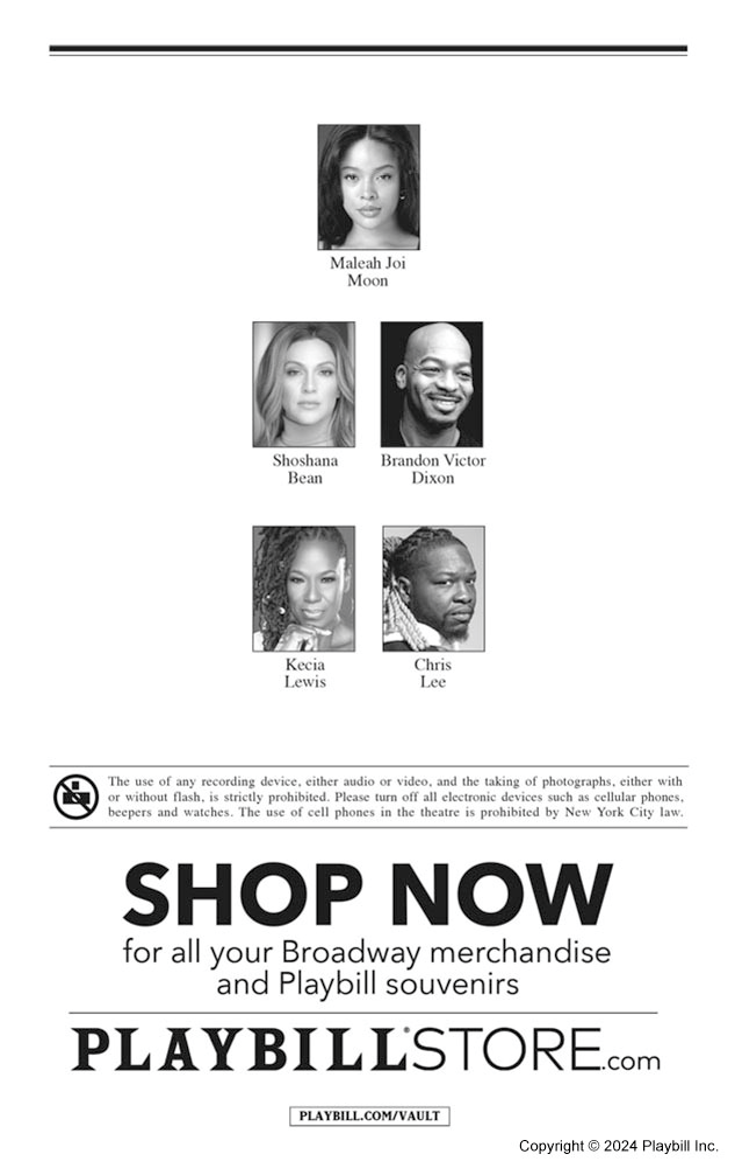 Maleah Joi
Moon
Shoshana
Bean
Brandon Victor
Dixon
Kecia
Lewis
Chris
Lee
The use of any recording device, either audio or video, and the taking of photographs, either with
or without flash, is strictly prohibited. Please turn off all electronic devices such as cellular phones,
beepers and watches. The use of cell phones in the theatre is prohibited by New York City law.
SHOP NOW
for all your Broadway merchandise
and Playbill souvenirs
PLAYBILL®STORE.com
PLAYBILL.COM/VAULT
Copyright © 2024 Playbill Inc.